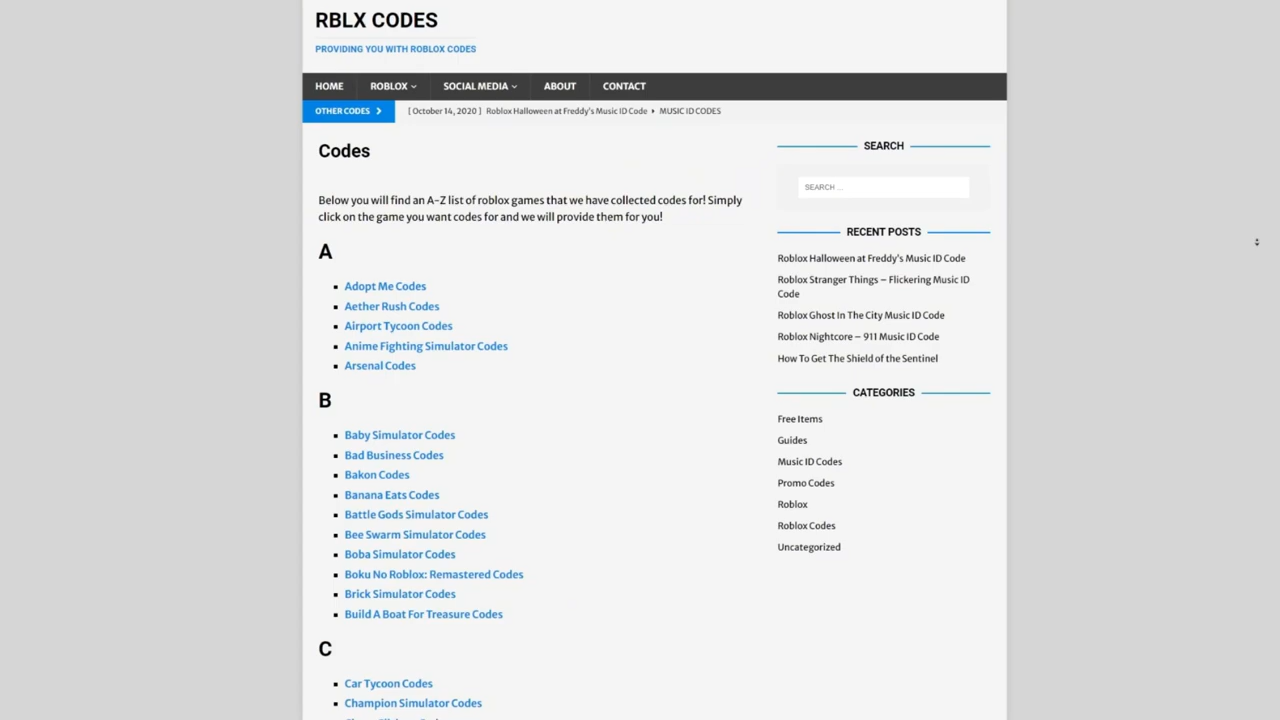 RBLX CODES
PROVIDING YOU WITH ROBLOX CODES
HOME ROBLOX SOCIAL MEDIA ABOUT CONTACT
OTHER CODES [ October 14, 2020 ] Roblox Halloween at Freddy's Music ID Code MUSIC ID CODES
Codes
Below you will find an A-Z list of roblox games that we have collected codes for! Simply
click on the game you want codes for and we will provide them for you!
A
Adopt Me Codes
Aether Rush Codes
Airport Tycoon Codes
Anime Fighting Simulator Codes
Arsenal Codes
B
Baby Simulator Codes
Bad Business Codes
Bakon Codes
Banana Eats Codes
Battle Gods Simulator Codes
Bee Swarm Simulator Codes
Boba Simulator Codes
Boku No Roblox: Remastered Codes
Brick Simulator Codes
Build A Boat For Treasure Codes
C
Car Tycoon Codes
Champion Simulator Codes
SEARCH
SEARCH ...
RECENT POSTS
Roblox Halloween at Freddy's Music ID Code
Roblox Stranger Things – Flickering Music ID
Code
Roblox Ghost In The City Music ID Code
Roblox Nightcore – 911 Music ID Code
How To Get The Shield of the Sentinel
CATEGORIES
Free Items
Guides
Music ID Codes
Promo Codes
Roblox
Roblox Codes
Uncategorized